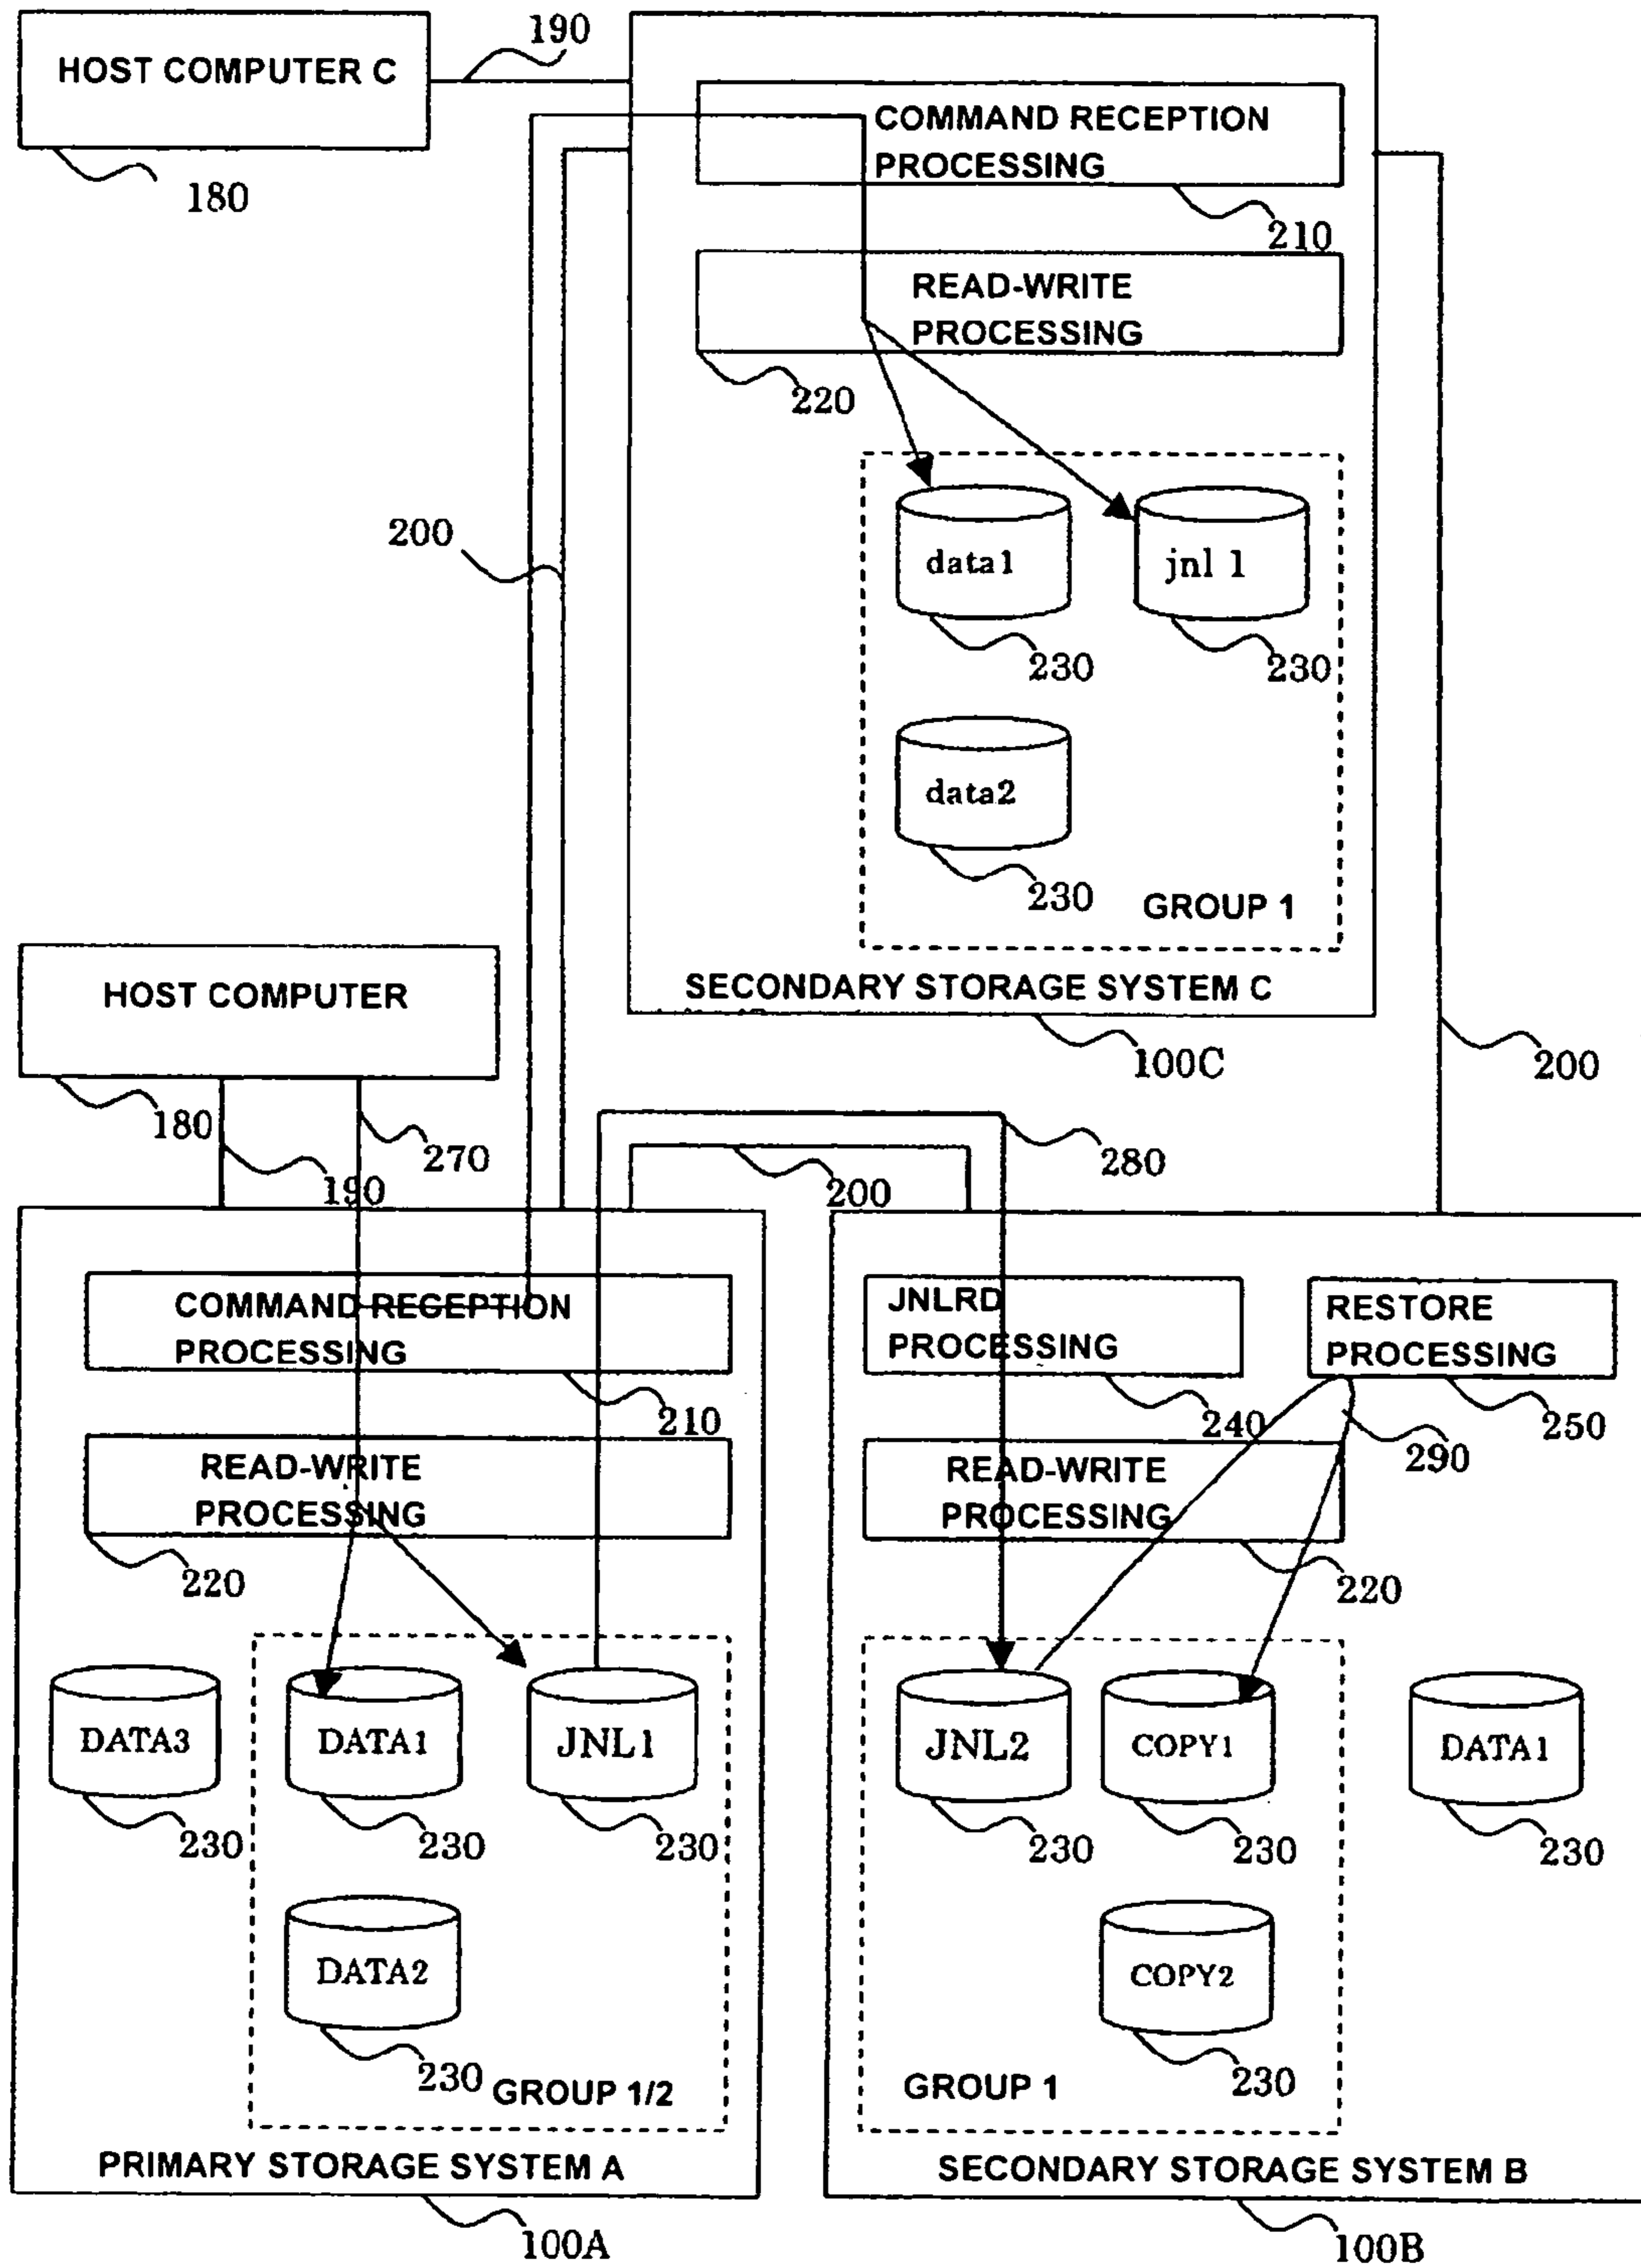 HOST COMPUTER C
180
190
COMMAND RECEPTION
PROCESSING
210
READ-WRITE
PROCESSING
220
200
data1
jnl 1
230
230
data2
230
GROUP 1
SECONDARY STORAGE SYSTEM C
100C
200
HOST COMPUTER
180
190
270
280
200
COMMAND RECEPTION
PROCESSING
210
READ-WRITE
PROCESSING
220
DATA3
DATA1
JNL1
230
230
230
DATA2
230
GROUP 1/2
PRIMARY STORAGE SYSTEM A
100A
JNLRD
PROCESSING
240
RESTORE
PROCESSING
250
290
READ-WRITE
PROCESSING
220
JNL2
COPY1
DATA1
230
230
230
COPY2
230
GROUP 1
SECONDARY STORAGE SYSTEM B
100B